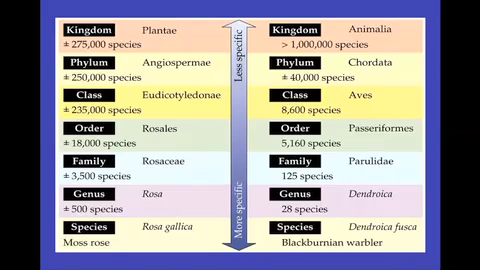 Kingdom Plantae
± 275,000 species
Phylum Angiospermae
± 250,000 species
Class Eudicotyledonae
± 235,000 species
Order Rosales
± 18,000 species
Family Rosaceae
± 3,500 species
Genus Rosa
± 500 species
Species Rosa gallica
Moss rose
Less specific
More specific
Kingdom Animalia
> 1,000,000 species
Phylum Chordata
± 40,000 species
Class Aves
8,600 species
Order Passeriformes
5,160 species
Family Parulidae
125 species
Genus Dendroica
28 species
Species Dendroica fusca
Blackburnian warbler